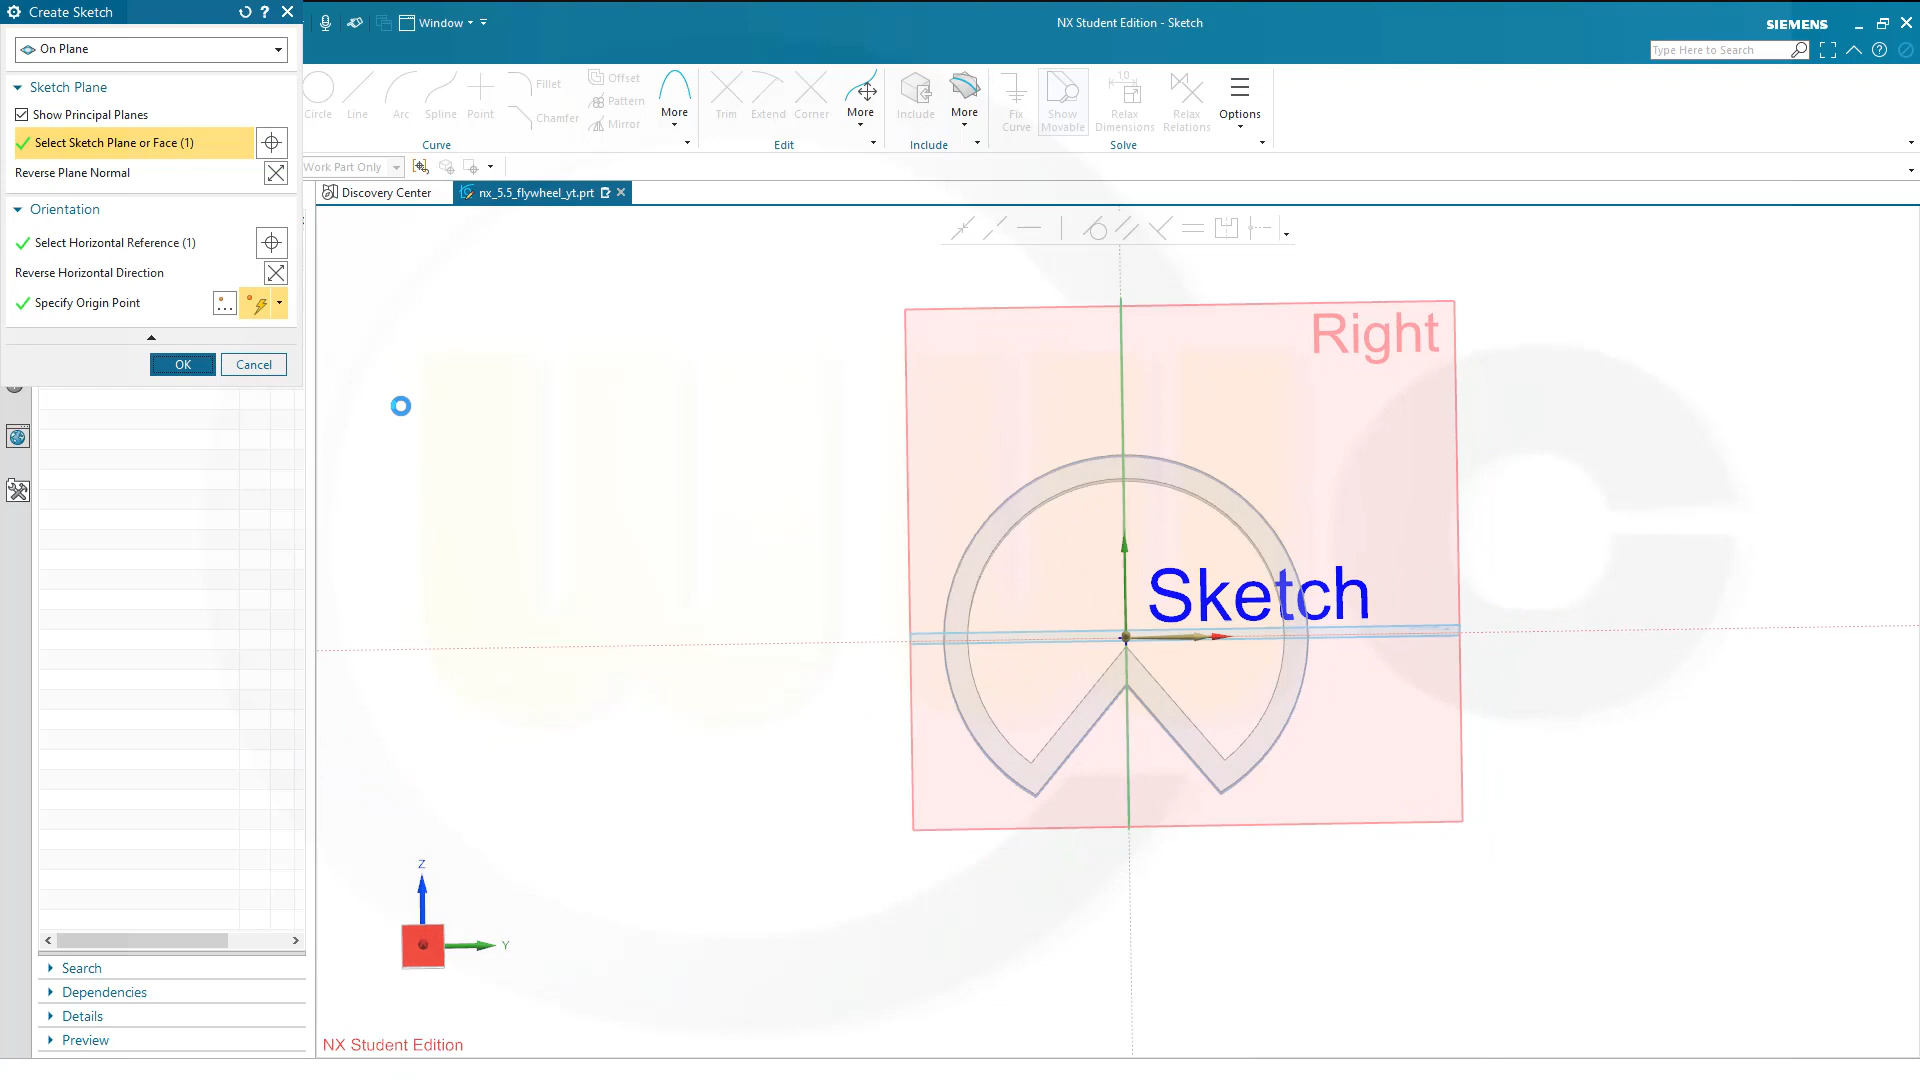 Create Sketch
Window
NX Student Edition - Sketch
SIEMENS
On Plane
Type Here to Search
Sketch Plane
Show Principal Planes
Select Sketch Plane or Face (1)
Reverse Plane Normal
Orientation
Select Horizontal Reference (1)
Reverse Horizontal Direction
Specify Origin Point
OK
Cancel
Circle
Line
Arc
Spline
Point
Fillet
Chamfer
Offset
Pattern
Mirror
More
Curve
Trim
Extend
Corner
More
Edit
Include
More
Include
Fix Curve
Show Movable
1.0
Relax Dimensions
Relax Relations
Solve
Options
Work Part Only
Discovery Center
nx_5.5_flywheel_yt.prt
Right
Sketch
Z
Y
Search
Dependencies
Details
Preview
NX Student Edition